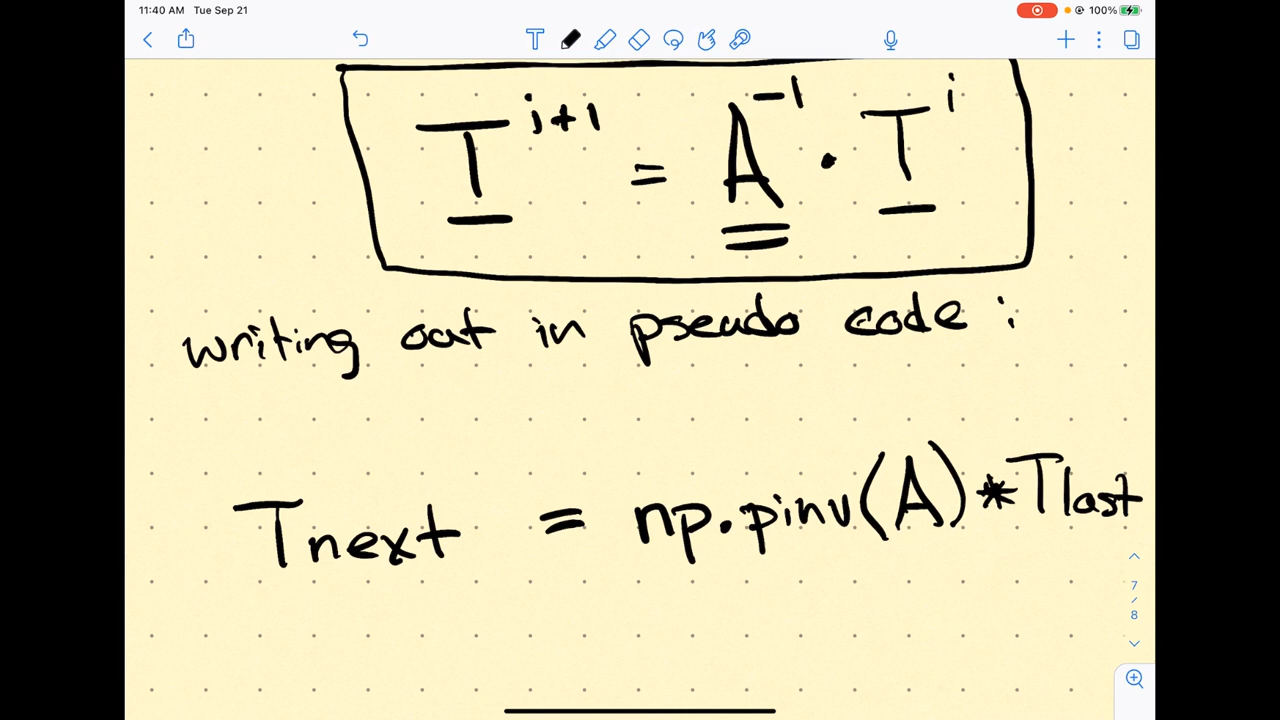 11:40 AM Tue Sep 21
100%
T^i+1 = A^-1 · T^i
writing out in pseudo code :
Tnext = np.pinv(A)*Tlast
7
/
8